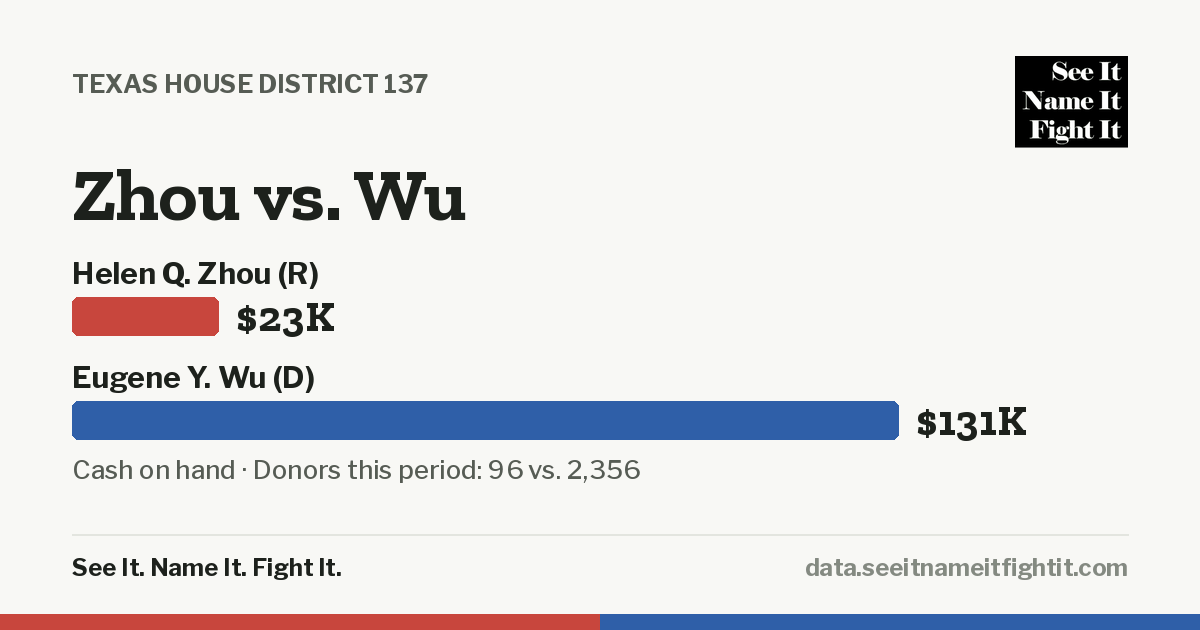 TEXAS HOUSE DISTRICT 137
See It
Name It
Fight It
Zhou vs. Wu
Helen Q. Zhou (R)
$23K
Eugene Y. Wu (D)
$131K
Cash on hand · Donors this period: 96 vs. 2,356
See It. Name It. Fight It.
data.seeitnameitfightit.com